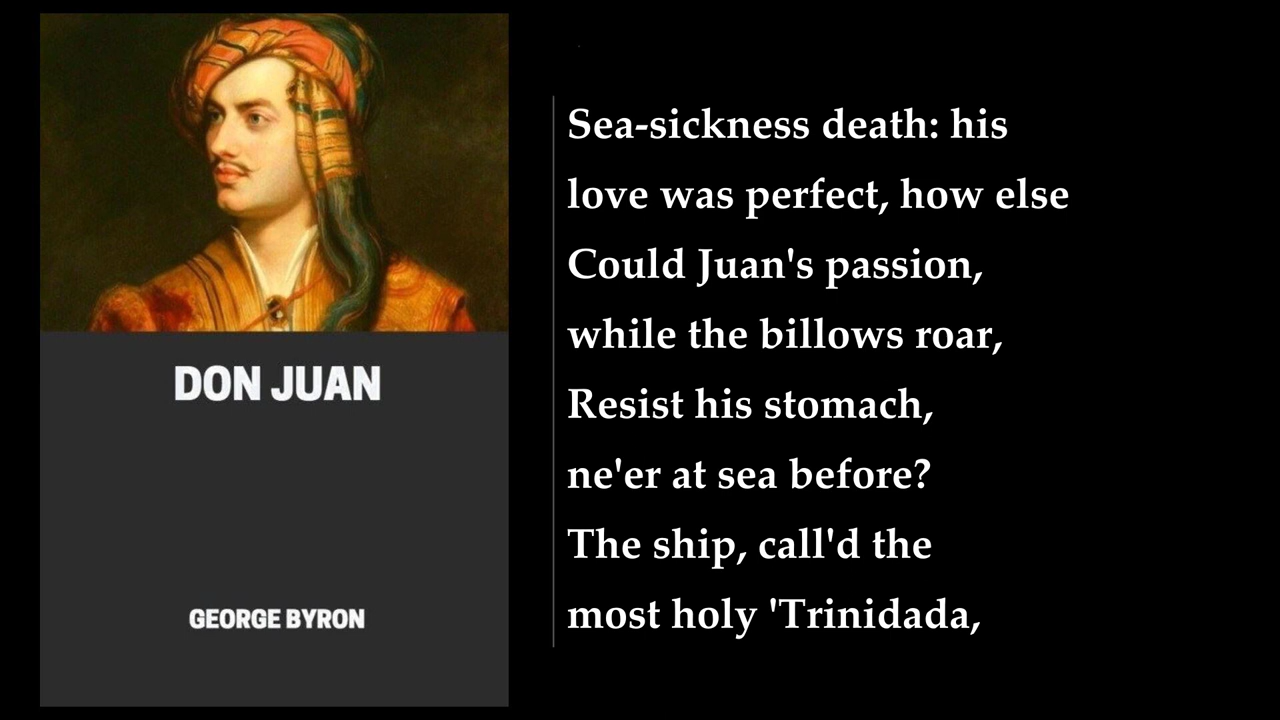 DON JUAN
GEORGE BYRON
Sea-sickness death: his
love was perfect, how else
Could Juan's passion,
while the billows roar,
Resist his stomach,
ne'er at sea before?
The ship, call'd the
most holy 'Trinidada,